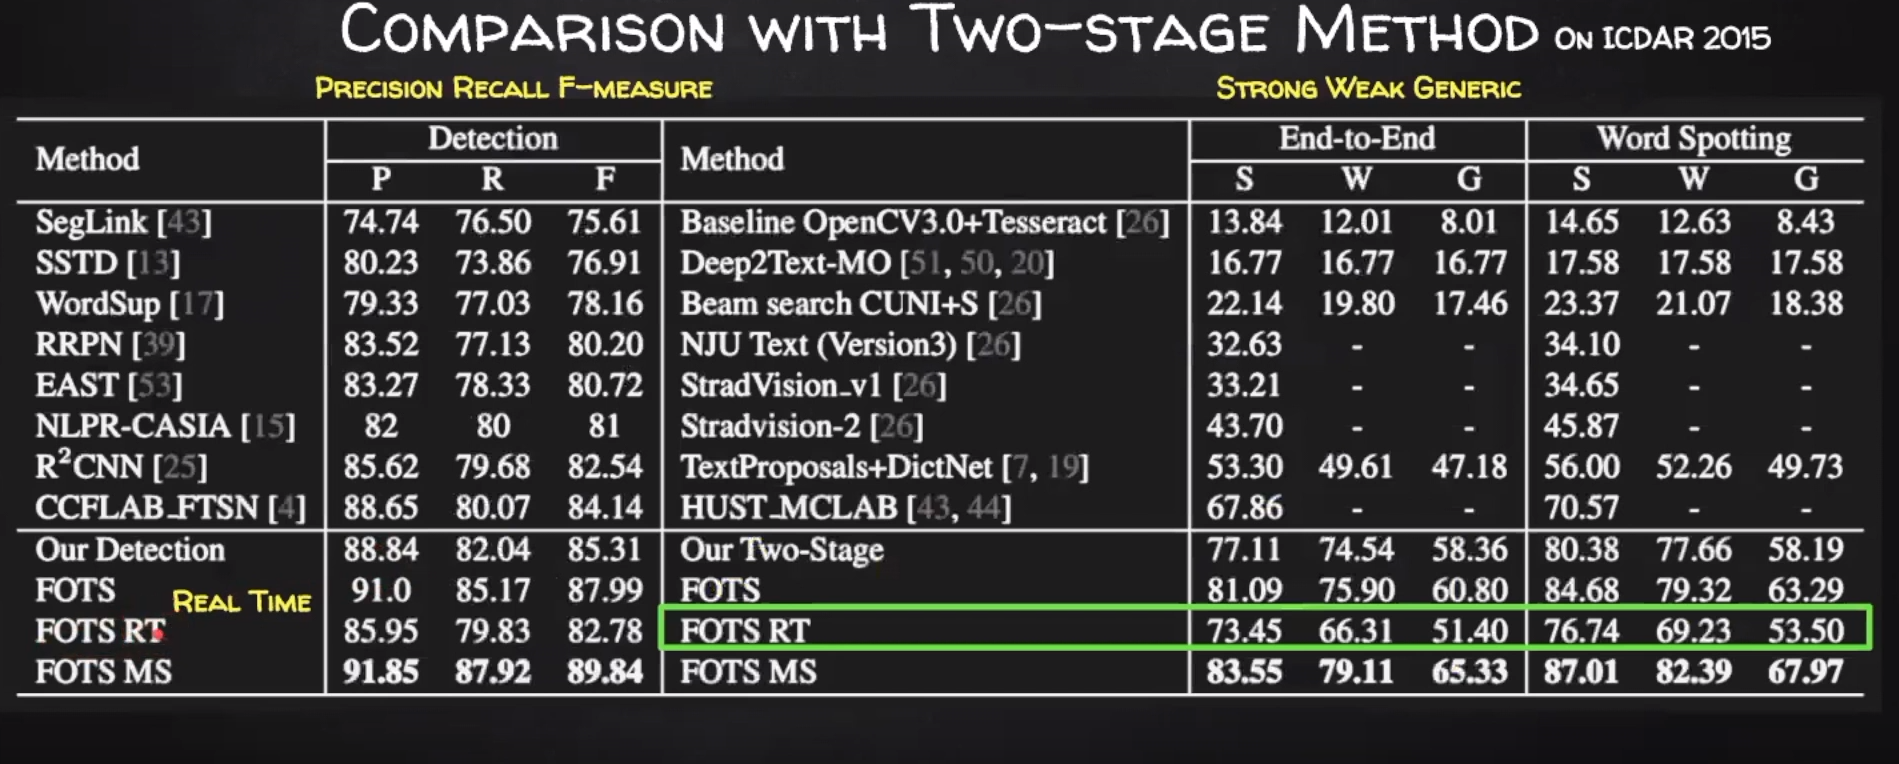 COMPARISON WITH TWO-STAGE METHOD ON ICDAR 2015
PRECISION RECALL F-MEASURE STRONG WEAK GENERIC
Method Detection Method End-to-End Word Spotting
P R F S W G S W G
SegLink [43] 74.74 76.50 75.61 Baseline OpenCV3.0+Tesseract [26] 13.84 12.01 8.01 14.65 12.63 8.43
SSTD [13] 80.23 73.86 76.91 Deep2Text-MO [51, 50, 20] 16.77 16.77 16.77 17.58 17.58 17.58
WordSup [17] 79.33 77.03 78.16 Beam search CUNI+S [26] 22.14 19.80 17.46 23.37 21.07 18.38
RRPN [39] 83.52 77.13 80.20 NJU Text (Version3) [26] 32.63 - - 34.10 - -
EAST [53] 83.27 78.33 80.72 StradVision_v1 [26] 33.21 - - 34.65 - -
NLPR-CASIA [15] 82 80 81 Stradvision-2 [26] 43.70 - - 45.87 - -
R²CNN [25] 85.62 79.68 82.54 TextProposals+DictNet [7, 19] 53.30 49.61 47.18 56.00 52.26 49.73
CCFLAB_FTSN [4] 88.65 80.07 84.14 HUST_MCLAB [43, 44] 67.86 - - 70.57 - -
Our Detection 88.84 82.04 85.31 Our Two-Stage 77.11 74.54 58.36 80.38 77.66 58.19
FOTS 91.0 85.17 87.99 FOTS 81.09 75.90 60.80 84.68 79.32 63.29
REAL TIME
FOTS RT 85.95 79.83 82.78 FOTS RT 73.45 66.31 51.40 76.74 69.23 53.50
FOTS MS 91.85 87.92 89.84 FOTS MS 83.55 79.11 65.33 87.01 82.39 67.97